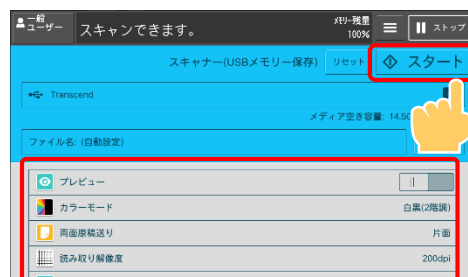 一般
ユーザー
スキャンできます。
ﾒﾓﾘｰ残量
100%
ストップ
スキャナー(USBメモリー保存)
リセット
スタート
Transcend
メディア空き容量: 14.50
ファイル名: (自動設定)
プレビュー
カラーモード
白黒(2階調)
両面原稿送り
片面
読み取り解像度
200dpi